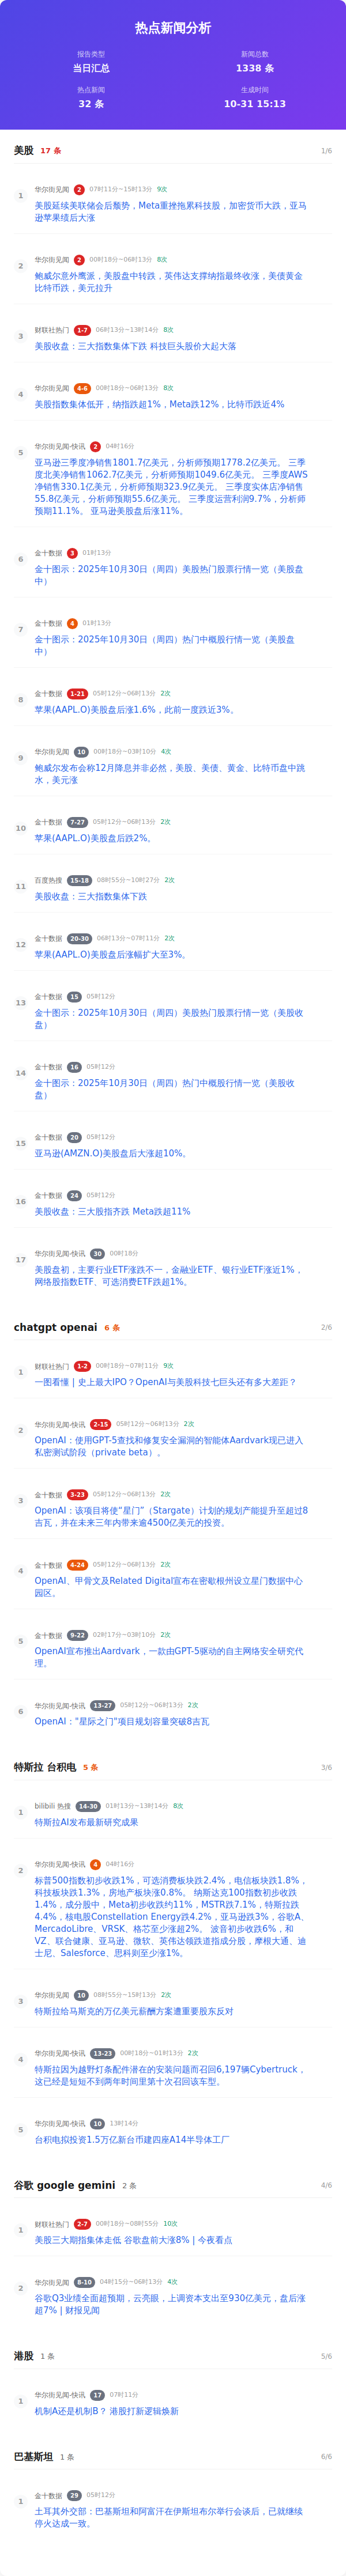 热点新闻分析
报告类型
当日汇总
新闻总数
1338 条
热点新闻
32 条
生成时间
10-31 15:13
美股 17 条 1/6
1 华尔街见闻 2 07时11分~15时13分 9次
美股延续美联储会后颓势，Meta重挫拖累科技股，加密货币大跌，亚马
逊苹果绩后大涨
2 华尔街见闻 2 00时18分~06时13分 8次
鲍威尔意外鹰派，美股盘中转跌，英伟达支撑纳指最终收涨，美债黄金
比特币跌，美元拉升
3 财联社热门 1-7 06时13分~13时14分 8次
美股收盘：三大指数集体下跌 科技巨头股价大起大落
4 华尔街见闻 4-6 00时18分~06时13分 8次
美股指数集体低开，纳指跌超1%，Meta跌12%，比特币跌近4%
5 华尔街见闻-快讯 2 04时16分
亚马逊三季度净销售1801.7亿美元，分析师预期1778.2亿美元。 三季
度北美净销售1062.7亿美元，分析师预期1049.6亿美元。 三季度AWS
净销售330.1亿美元，分析师预期323.9亿美元。 三季度实体店净销售
55.8亿美元，分析师预期55.6亿美元。 三季度运营利润9.7%，分析师
预期11.1%。 亚马逊美股盘后涨11%。
6 金十数据 3 01时13分
金十图示：2025年10月30日（周四）美股热门股票行情一览（美股盘
中）
7 金十数据 4 01时13分
金十图示：2025年10月30日（周四）热门中概股行情一览（美股盘
中）
8 金十数据 1-21 05时12分~06时13分 2次
苹果(AAPL.O)美股盘后涨1.6%，此前一度跌近3%。
9 华尔街见闻 10 00时18分~03时10分 4次
鲍威尔发布会称12月降息并非必然，美股、美债、黄金、比特币盘中跳
水，美元涨
10 金十数据 7-27 05时12分~06时13分 2次
苹果(AAPL.O)美股盘后跌2%。
11 百度热搜 15-18 08时55分~10时27分 2次
美股收盘：三大指数集体下跌
12 金十数据 20-30 06时13分~07时11分 2次
苹果(AAPL.O)美股盘后涨幅扩大至3%。
13 金十数据 15 05时12分
金十图示：2025年10月30日（周四）美股热门股票行情一览（美股收
盘）
14 金十数据 16 05时12分
金十图示：2025年10月30日（周四）热门中概股行情一览（美股收
盘）
15 金十数据 20 05时12分
亚马逊(AMZN.O)美股盘后大涨超10%。
16 金十数据 24 05时12分
美股收盘：三大股指齐跌 Meta跌超11%
17 华尔街见闻-快讯 30 00时18分
美股盘初，主要行业ETF涨跌不一，金融业ETF、银行业ETF涨近1%，
网络股指数ETF、可选消费ETF跌超1%。
chatgpt openai 6 条 2/6
1 财联社热门 1-2 00时18分~07时11分 9次
一图看懂 | 史上最大IPO？OpenAI与美股科技七巨头还有多大差距？
2 华尔街见闻-快讯 2-15 05时12分~06时13分 2次
OpenAI：使用GPT-5查找和修复安全漏洞的智能体Aardvark现已进入
私密测试阶段（private beta）。
3 金十数据 3-23 05时12分~06时13分 2次
OpenAI：该项目将使“星门”（Stargate）计划的规划产能提升至超过8
吉瓦，并在未来三年内带来逾4500亿美元的投资。
4 金十数据 4-24 05时12分~06时13分 2次
OpenAI、甲骨文及Related Digital宣布在密歇根州设立星门数据中心
园区。
5 金十数据 9-22 02时17分~03时10分 2次
OpenAI宣布推出Aardvark，一款由GPT-5驱动的自主网络安全研究代
理。
6 华尔街见闻-快讯 13-27 05时12分~06时13分 2次
OpenAI："星际之门"项目规划容量突破8吉瓦
特斯拉 台积电 5 条 3/6
1 bilibili 热搜 14-30 01时13分~13时14分 8次
特斯拉AI发布最新研究成果
2 华尔街见闻-快讯 4 04时16分
标普500指数初步收跌1%，可选消费板块跌2.4%，电信板块跌1.8%，
科技板块跌1.3%，房地产板块涨0.8%。 纳斯达克100指数初步收跌
1.4%，成分股中，Meta初步收跌约11%，MSTR跌7.1%，特斯拉跌
4.4%，核电股Constellation Energy跌4.2%，亚马逊跌3%，谷歌A、
MercadoLibre、VRSK、格芯至少涨超2%。 波音初步收跌6%，和
VZ、联合健康、亚马逊、微软、英伟达领跌道指成分股，摩根大通、迪
士尼、Salesforce、思科则至少涨1%。
3 华尔街见闻 10 08时55分~15时13分 2次
特斯拉给马斯克的万亿美元薪酬方案遭重要股东反对
4 华尔街见闻-快讯 13-23 00时18分~01时13分 2次
特斯拉因为越野灯条配件潜在的安装问题而召回6,197辆Cybertruck，
这已经是短短不到两年时间里第十次召回该车型。
5 华尔街见闻-快讯 10 13时14分
台积电拟投资1.5万亿新台币建四座A14半导体工厂
谷歌 google gemini 2 条 4/6
1 财联社热门 2-7 00时18分~08时55分 10次
美股三大期指集体走低 谷歌盘前大涨8% | 今夜看点
2 华尔街见闻 8-10 04时15分~06时13分 4次
谷歌Q3业绩全面超预期，云亮眼，上调资本支出至930亿美元，盘后涨
超7% | 财报见闻
港股 1 条 5/6
1 华尔街见闻-快讯 17 07时11分
机制A还是机制B？ 港股打新逻辑焕新
巴基斯坦 1 条 6/6
1 金十数据 29 05时12分
土耳其外交部：巴基斯坦和阿富汗在伊斯坦布尔举行会谈后，已就继续
停火达成一致。